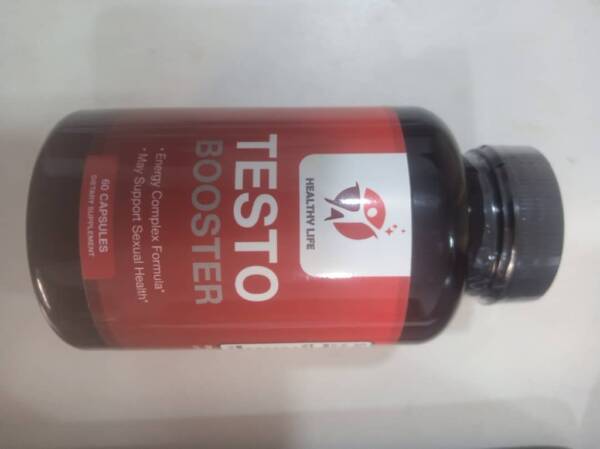 HEALTHY LIFE
TESTO
BOOSTER
*Energy Complex Formula*
*May Support Sexual Health*
60 CAPSULES
DIETARY SUPPLEMENT